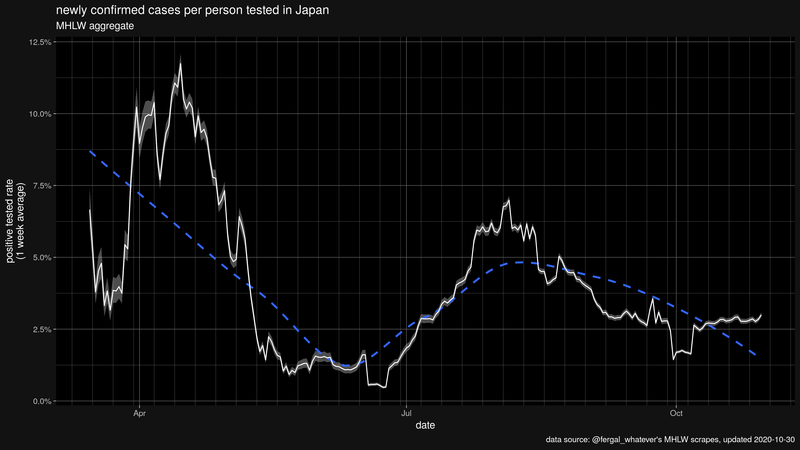 newly confirmed cases per person tested in Japan
MHLW aggregate
12.5%
10.0%
7.5%
5.0%
2.5%
0.0%
positive tested rate
(1 week average)
Apr
Jul
Oct
date
data source: @fergal_whatever's MHLW scrapes, updated 2020-10-30